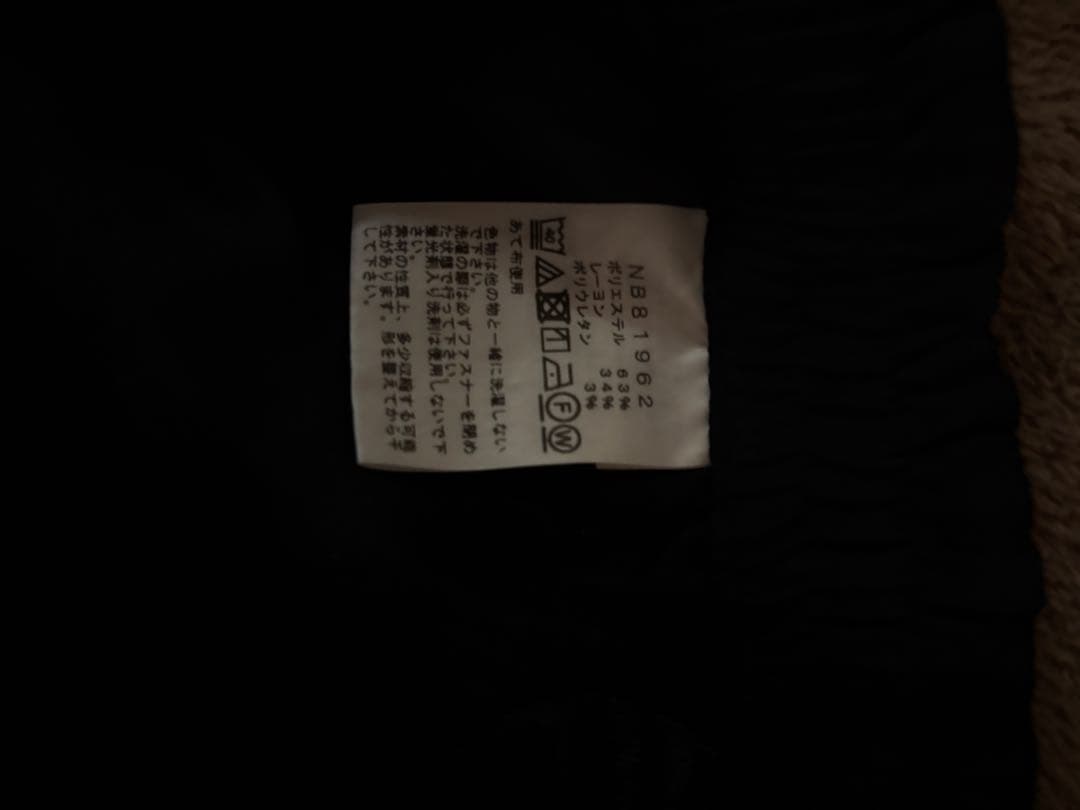 NB81962
ポリエステル 63%
レーヨン 34%
ポリウレタン 3%
40
F W
あて布使用
色物は他の物と一緒に洗濯しない
で下さい。
洗濯の際は必ずファスナーを閉め
た状態で行って下さい。
蛍光剤入り洗剤は使用しないで下
さい。
素材の性質上、多少収縮する可能
性があります。形を整えてから干
して下さい。